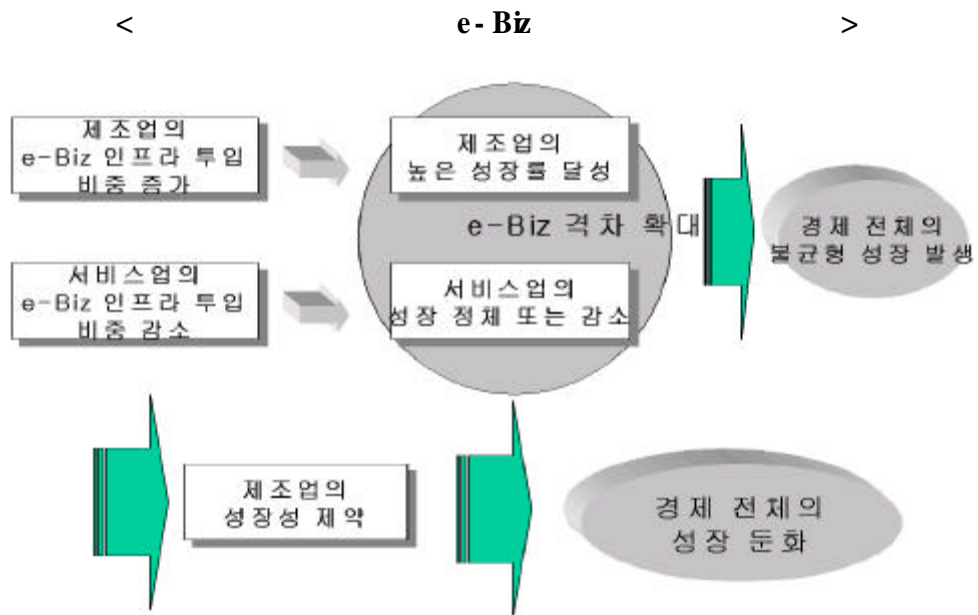 < e-Biz >
제조업의
e-Biz 인프라 투입
비중 증가
제조업의
높은 성장률 달성
e-Biz 격차 확대
경제 전체의
불균형 성장 발생
서비스업의
e-Biz 인프라 투입
비중 감소
서비스업의
성장 정체 또는 감소
제조업의
성장성 제약
경제 전체의
성장 둔화